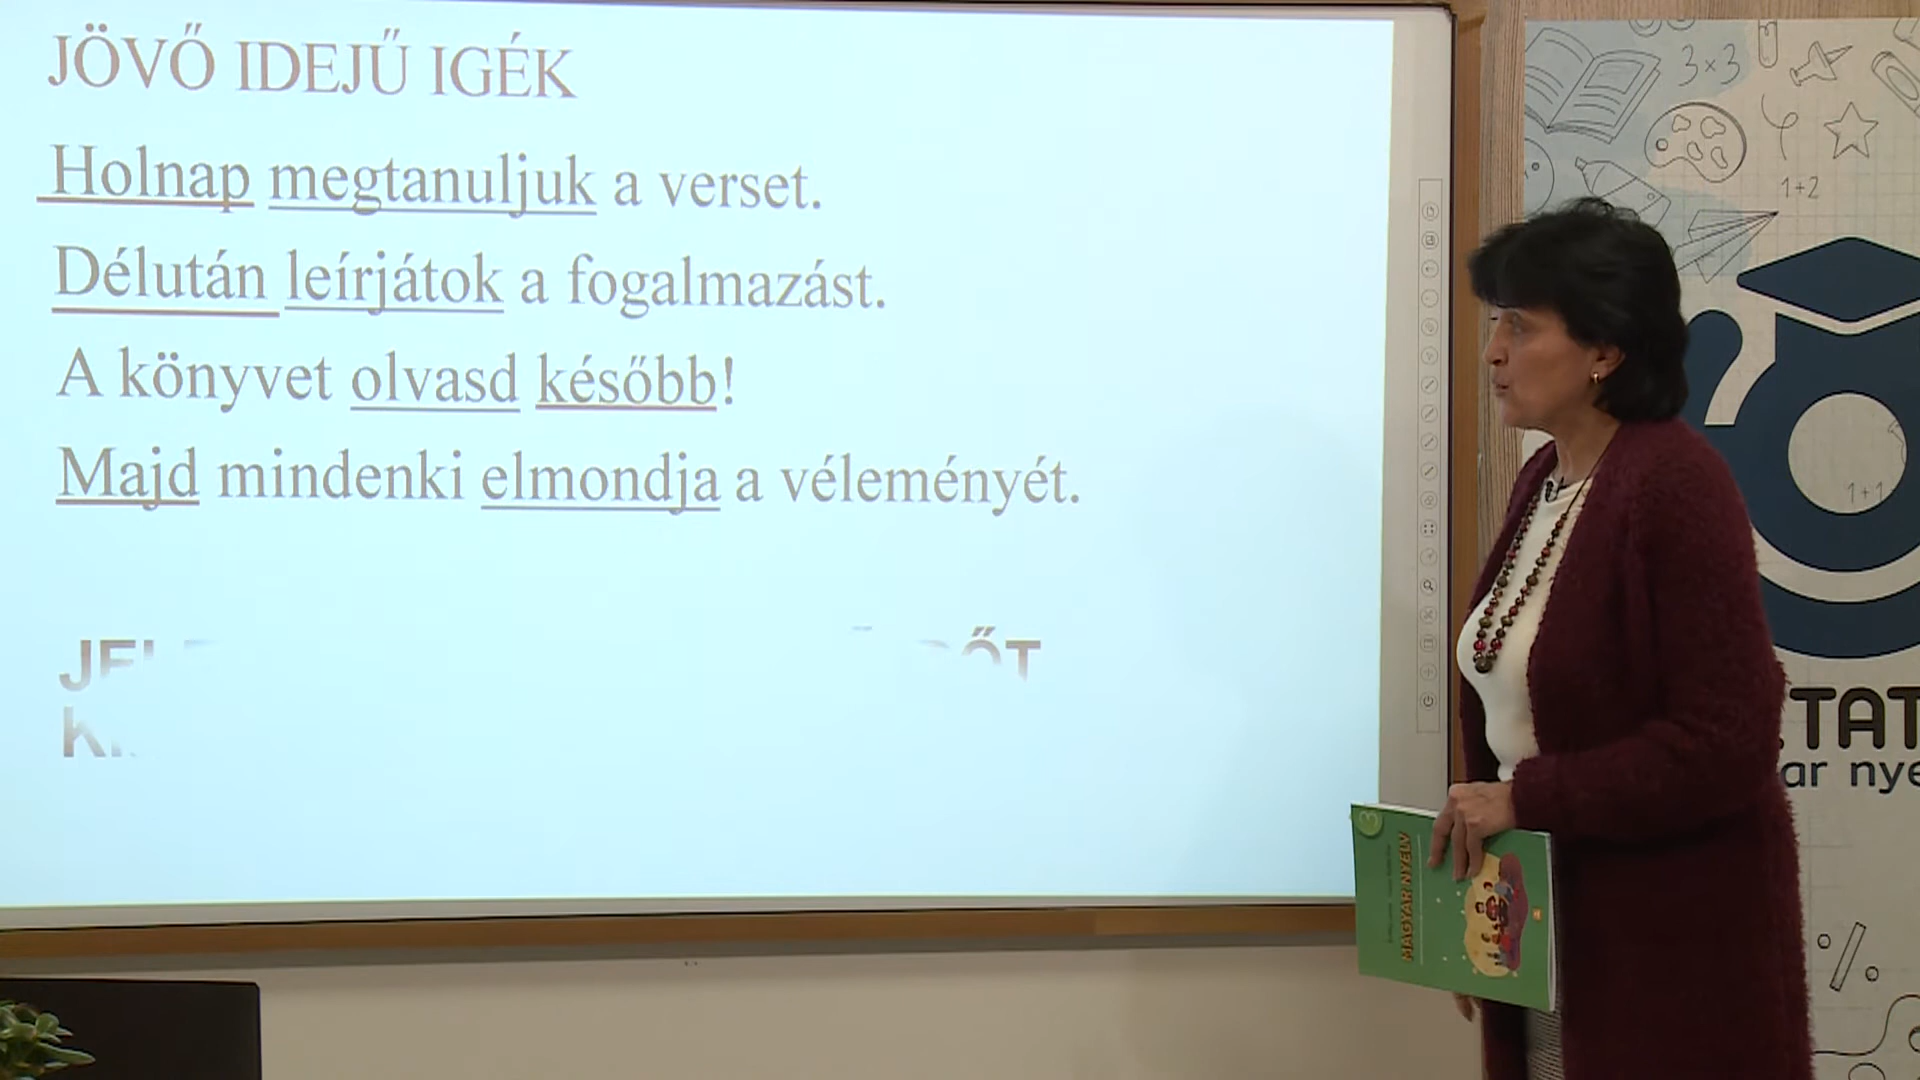 JÖVŐ IDEJŰ IGÉK
Holnap megtanuljuk a verset.
Délután leírjátok a fogalmazást.
A könyvet olvasd később!
Majd mindenki elmondja a véleményét.
3×3
1+2
1+1
3
MAGYAR NYELV